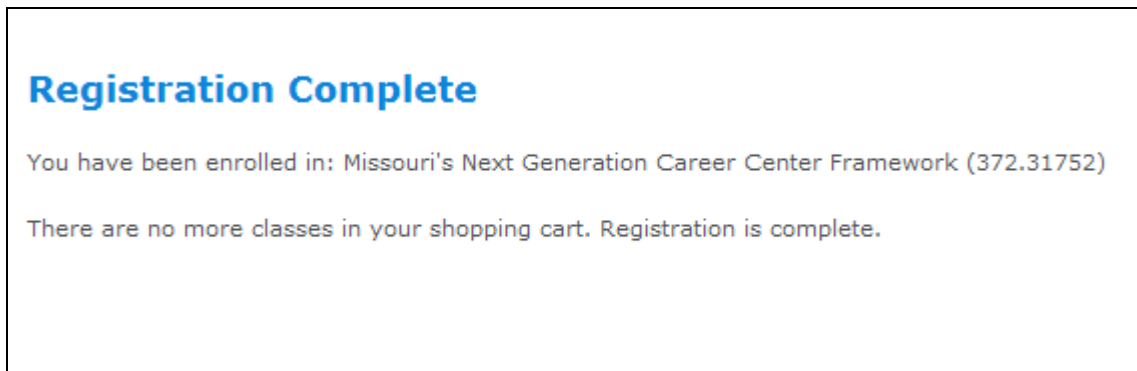 Registration Complete
You have been enrolled in: Missouri's Next Generation Career Center Framework (372.31752)
There are no more classes in your shopping cart. Registration is complete.